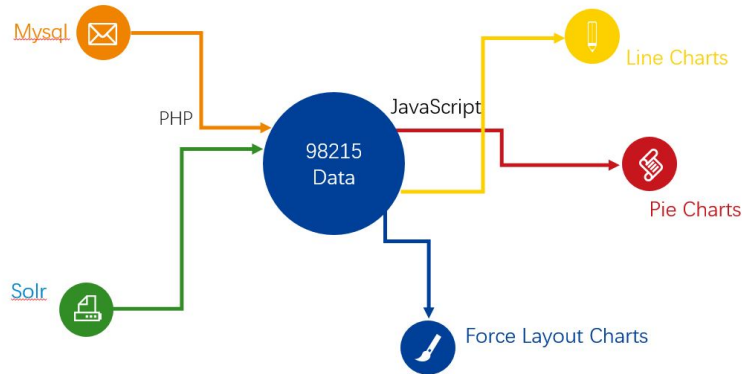 Mysql
Line Charts
PHP
JavaScript
98215
Data
Pie Charts
Solr
Force Layout Charts